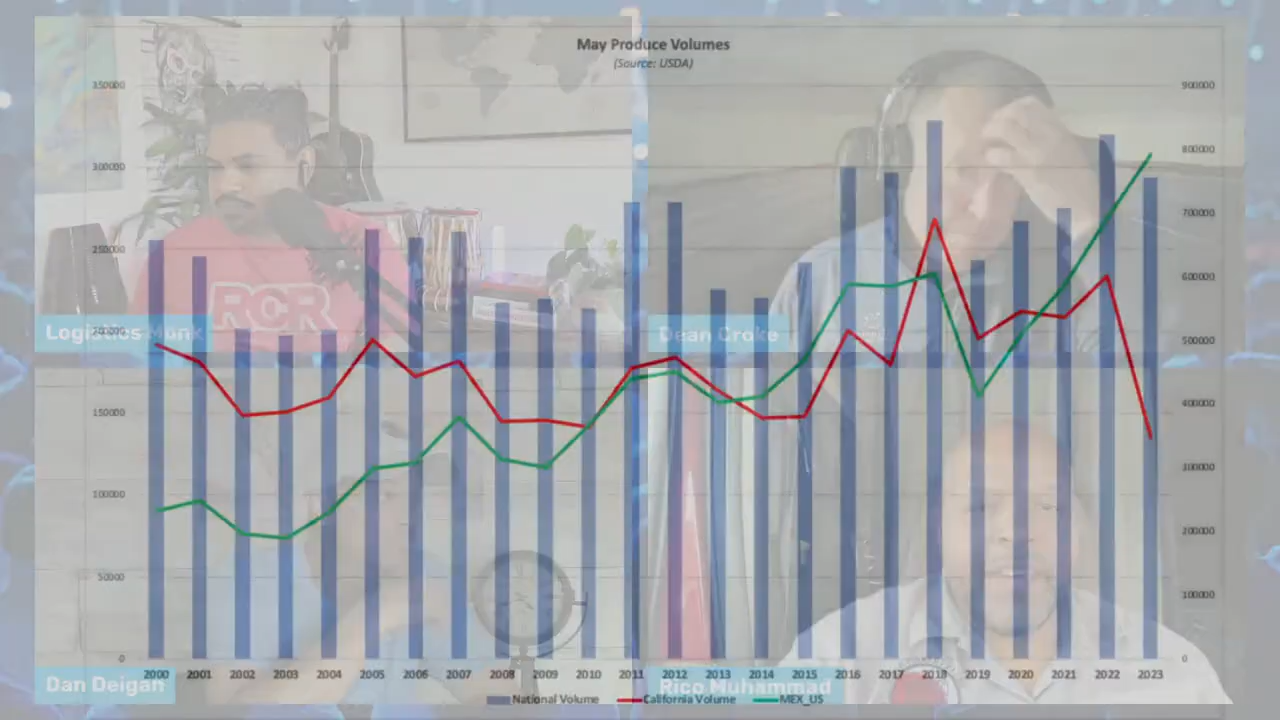 May Produce Volumes
(Source: USDA)
350000
900000
300000
800000
700000
250000
600000
RCR
Logistics Monk
Dean Croke
200000
500000
150000
400000
300000
100000
200000
50000
100000
0
0
2000 2001 2002 2003 2004 2005 2006 2007 2008 2009 2010 2011 2012 2013 2014 2015 2016 2017 2018 2019 2020 2021 2022 2023
Dan Deigan
Rico Muhammad
National Volume California Volume MEX_US